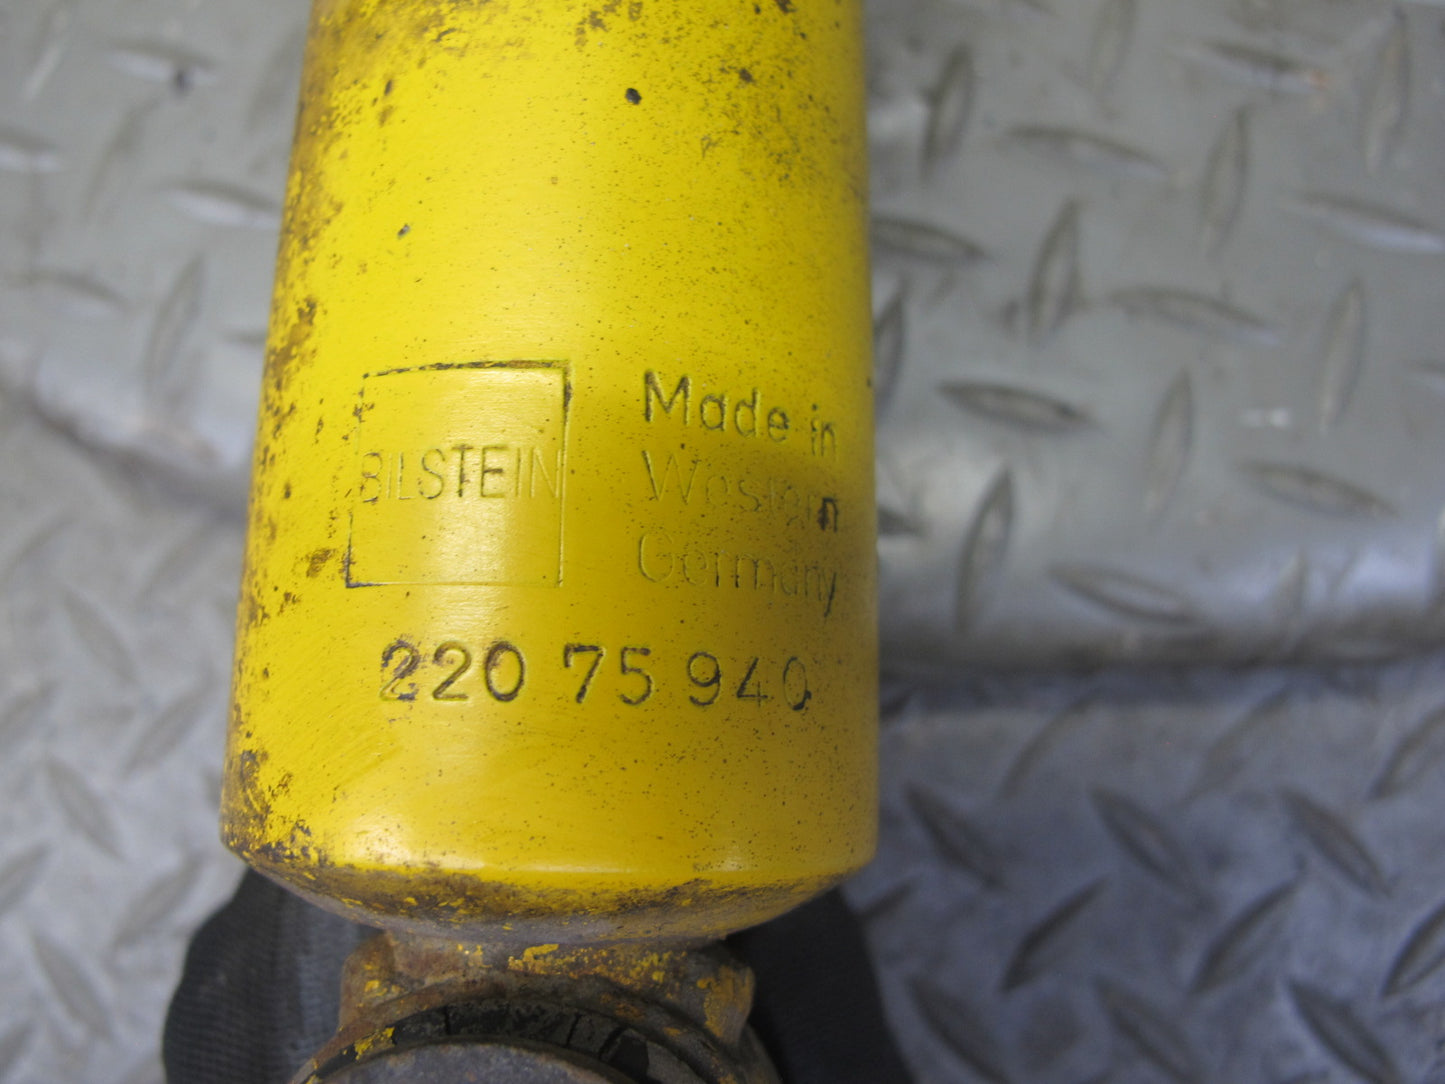 BILSTEIN
Made in
Western
Germany
220 75 940